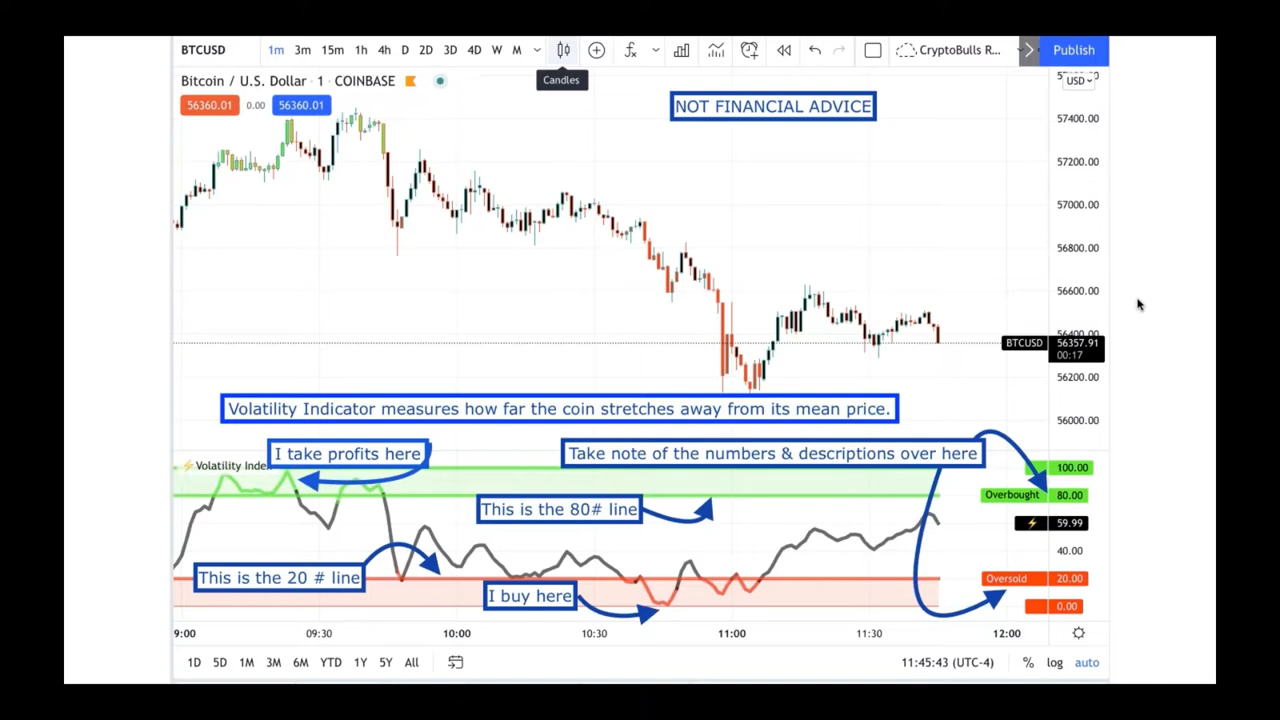 BTCUSD 1m 3m 15m 1h 4h D 2D 3D 4D W M CryptoBulls R... Publish
Candles
Bitcoin / U.S. Dollar · 1 · COINBASE
USD
56360.01 0.00 56360.01
NOT FINANCIAL ADVICE
57400.00
57200.00
57000.00
56800.00
56600.00
56400.00
BTCUSD 56357.91
00:17
56200.00
56000.00
Volatility Indicator measures how far the coin stretches away from its mean price.
I take profits here
Take note of the numbers & descriptions over here
Volatility Index
100.00
Overbought 80.00
This is the 80# line
59.99
40.00
This is the 20 # line
Oversold 20.00
I buy here
0.00
9:00 09:30 10:00 10:30 11:00 11:30 12:00
1D 5D 1M 3M 6M YTD 1Y 5Y All 11:45:43 (UTC-4) % log auto